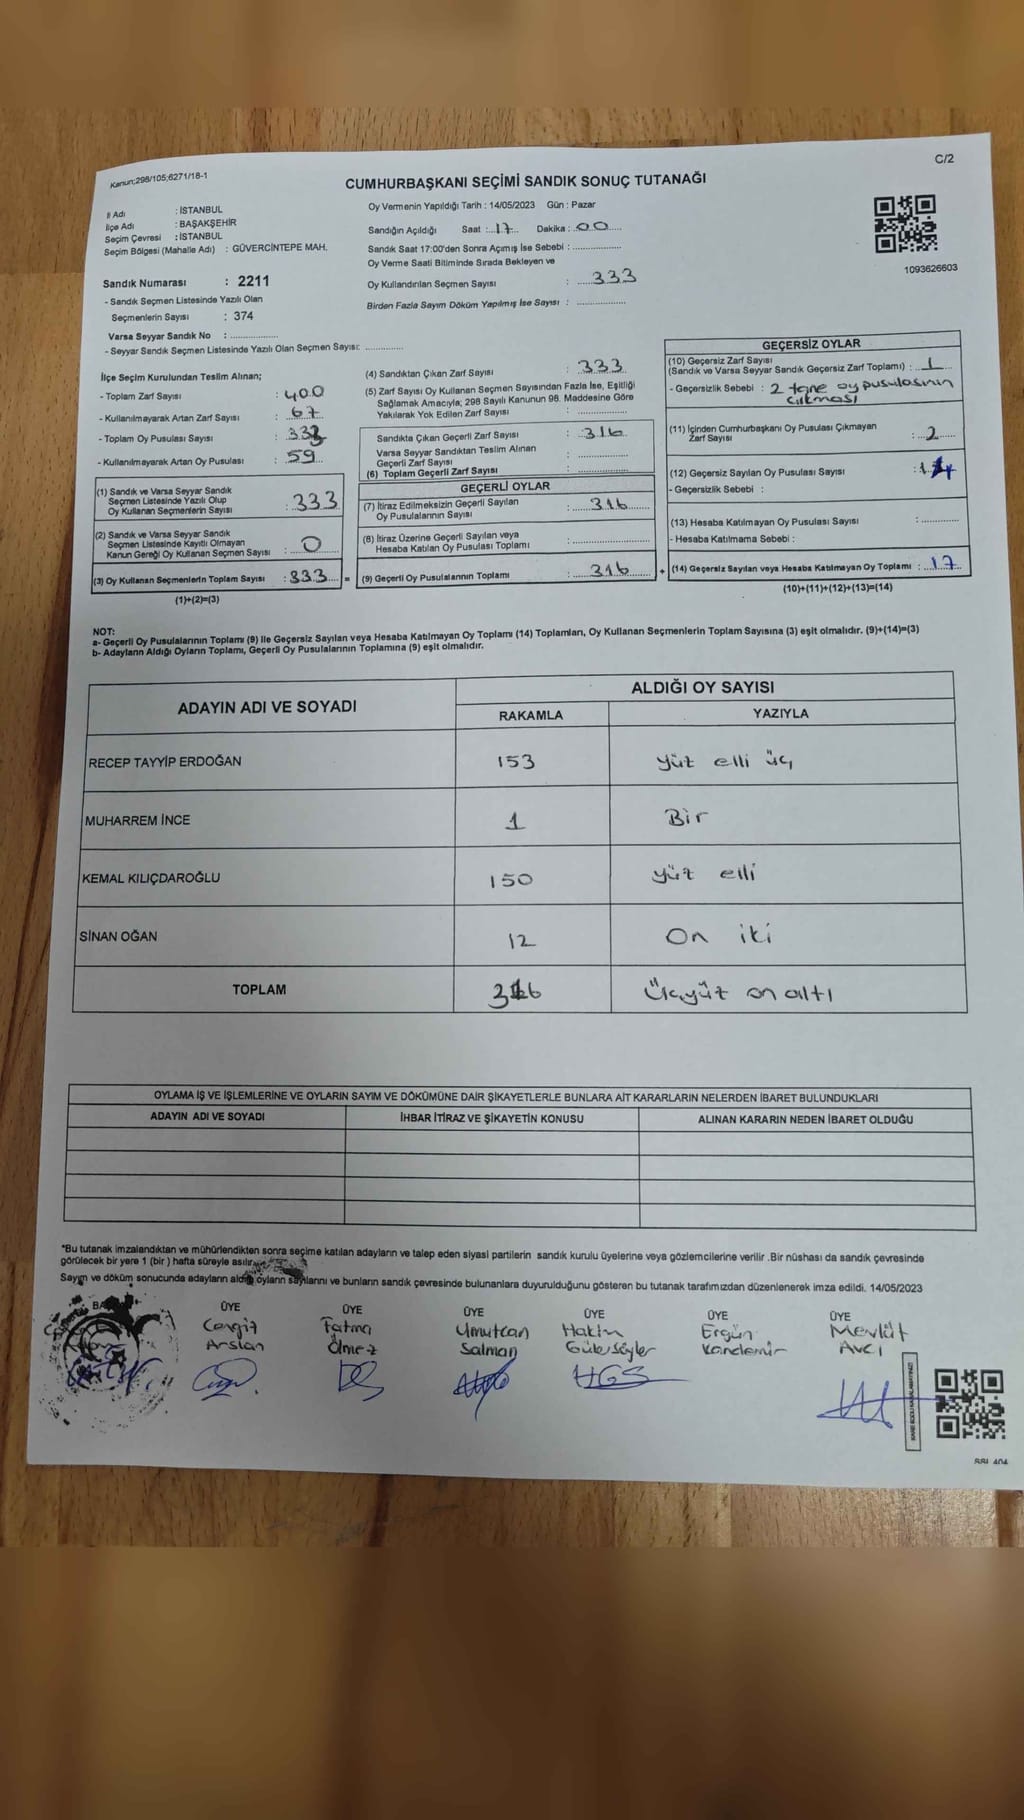 Kanun;298/105;6271/18-1
C/2
CUMHURBAŞKANI SEÇİMİ SANDIK SONUÇ TUTANAĞI
İl Adı : İSTANBUL
İlçe Adı : BAŞAKŞEHİR
Seçim Çevresi : İSTANBUL
Seçim Bölgesi (Mahalle Adı) : GÜVERCİNTEPE MAH.
Sandık Numarası : 2211
- Sandık Seçmen Listesinde Yazılı Olan
Seçmenlerin Sayısı : 374
Varsa Seyyar Sandık No : ..................
- Seyyar Sandık Seçmen Listesinde Yazılı Olan Seçmen Sayısı: ..............
Oy Vermenin Yapıldığı Tarih : 14/05/2023 Gün : Pazar
Sandığın Açıldığı Saat : 17 Dakika : 00
Sandık Saat 17:00'den Sonra Açımış İse Sebebi : ..................
Oy Verme Saati Bitiminde Sırada Bekleyen ve
Oy Kullandırılan Seçmen Sayısı : 333
Birden Fazla Sayım Döküm Yapılmış İse Sayısı : ..................
1093626603
İlçe Seçim Kurulundan Teslim Alınan;
- Toplam Zarf Sayısı : 400
- Kullanılmayarak Artan Zarf Sayısı : 67
- Toplam Oy Pusulası Sayısı :
- Kullanılmayarak Artan Oy Pusulası : 59
(1) Sandık ve Varsa Seyyar Sandık
Seçmen Listesinde Yazılı Olup
Oy Kullanan Seçmenlerin Sayısı : 333
(2) Sandık ve Varsa Seyyar Sandık
Seçmen Listesinde Kayıtlı Olmayan
Kanun Gereği Oy Kullanan Seçmen Sayısı : 0
(3) Oy Kullanan Seçmenlerin Toplam Sayısı : 333 =
(1)+(2)=(3)
(4) Sandıktan Çıkan Zarf Sayısı : 333
(5) Zarf Sayısı Oy Kullanan Seçmen Sayısından Fazla İse, Eşitliği
Sağlamak Amacıyla; 298 Sayılı Kanunun 98. Maddesine Göre
Yakılarak Yok Edilen Zarf Sayısı : ..................
Sandıkta Çıkan Geçerli Zarf Sayısı : 316
Varsa Seyyar Sandıktan Teslim Alınan
Geçerli Zarf Sayısı : ..................
(6) Toplam Geçerli Zarf Sayısı : ..................
GEÇERLİ OYLAR
(7) İtiraz Edilmeksizin Geçerli Sayılan
Oy Pusulalarının Sayısı : 316
(8) İtiraz Üzerine Geçerli Sayılan veya
Hesaba Katılan Oy Pusulası Toplamı : ..................
(9) Geçerli Oy Pusulalarının Toplamı : 316 +
GEÇERSİZ OYLAR
(10) Geçersiz Zarf Sayısı
(Sandık ve Varsa Seyyar Sandık Geçersiz Zarf Toplamı) : 1
- Geçersizlik Sebebi : 2 tane oy pusulasının
çıkması
(11) İçinden Cumhurbaşkanı Oy Pusulası Çıkmayan
Zarf Sayısı : 2
(12) Geçersiz Sayılan Oy Pusulası Sayısı : 14
- Geçersizlik Sebebi :
(13) Hesaba Katılmayan Oy Pusulası Sayısı : ..............
- Hesaba Katılmama Sebebi :
(14) Geçersiz Sayılan veya Hesaba Katılmayan Oy Toplamı : 17
(10)+(11)+(12)+(13)=(14)
NOT:
a- Geçerli Oy Pusulalarının Toplamı (9) ile Geçersiz Sayılan veya Hesaba Katılmayan Oy Toplamı (14) Toplamları, Oy Kullanan Seçmenlerin Toplam Sayısına (3) eşit olmalıdır. (9)+(14)=(3)
b- Adayların Aldığı Oyların Toplamı, Geçerli Oy Pusulalarının Toplamına (9) eşit olmalıdır.
ADAYIN ADI VE SOYADI
ALDIĞI OY SAYISI
RAKAMLA YAZIYLA
RECEP TAYYİP ERDOĞAN 153 yüz elli üç
MUHARREM İNCE 1 Bir
KEMAL KILIÇDAROĞLU 150 yüz elli
SİNAN OĞAN 12 on iki
TOPLAM 316 Üçyüz on altı
OYLAMA İŞ VE İŞLEMLERİNE VE OYLARIN SAYIM VE DÖKÜMÜNE DAİR ŞİKAYETLERLE BUNLARA AİT KARARLARIN NELERDEN İBARET BULUNDUKLARI
ADAYIN ADI VE SOYADI İHBAR İTİRAZ VE ŞİKAYETİN KONUSU ALINAN KARARIN NEDEN İBARET OLDUĞU
*Bu tutanak imzalandıktan ve mühürlendikten sonra seçime katılan adayların ve talep eden siyasi partilerin sandık kurulu üyelerine veya gözlemcilerine verilir .Bir nüshası da sandık çevresinde
görülecek bir yere 1 (bir ) hafta süreyle asılır.
Sayım ve döküm sonucunda adayların aldığı oyların sayılarını ve bunların sandık çevresinde bulunanlara duyurulduğunu gösteren bu tutanak tarafımızdan düzenlenerek imza edildi. 14/05/2023
ÜYE ÜYE ÜYE ÜYE ÜYE ÜYE
Cengiz Fatma Umutcan Hakim Ergün Mevlüt
Arslan Ölmez Salman Gülersöyler Kandemir Avcı